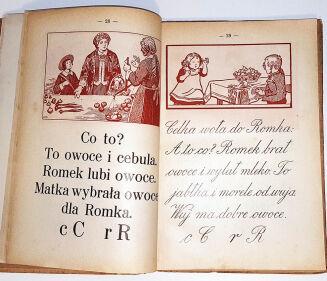 — 28 —
Co to?
To owoce i cebula.
Romek lubi owoce.
Matka wybrała owoce
dla Romka.
c C r R
— 29 —
Celka woła do Romka:
A to co? Romek brał
owoce i wylał mleko. To
jabłka i morele od wuja.
Wuj ma dobre owoce.
c C r R